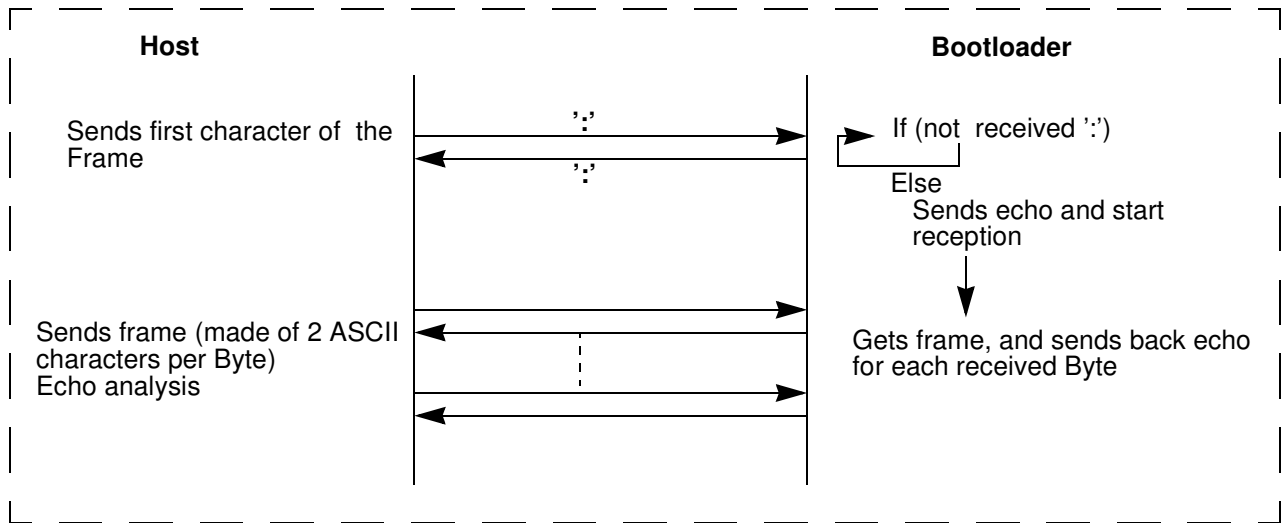 Host
Bootloader
Sends first character of the
Frame
':'
':'
If (not received ':')
Else
Sends echo and start
reception
Sends frame (made of 2 ASCII
characters per Byte)
Echo analysis
Gets frame, and sends back echo
for each received Byte